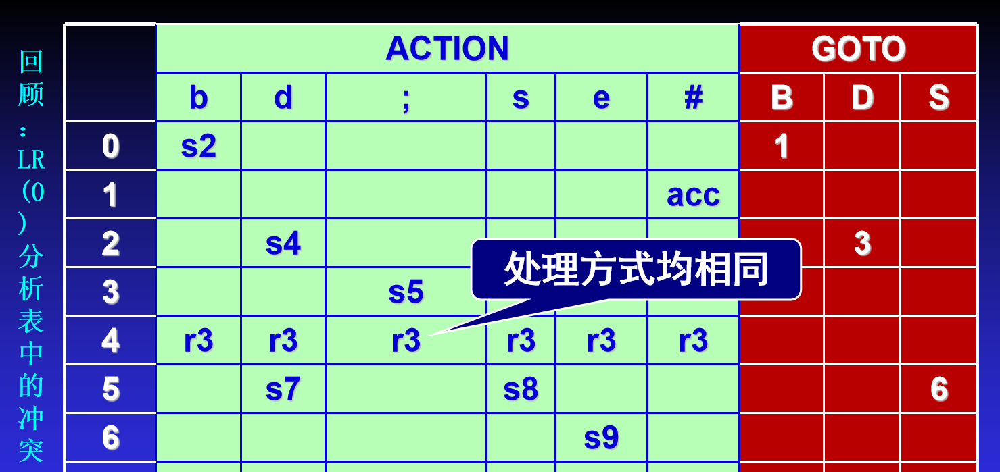 回顾：LR(0)分析表中的冲突
ACTION GOTO
b d ; s e # B D S
0 s2 1
1 acc
2 s4 3
处理方式均相同
3 s5
4 r3 r3 r3 r3 r3 r3
5 s7 s8 6
6 s9